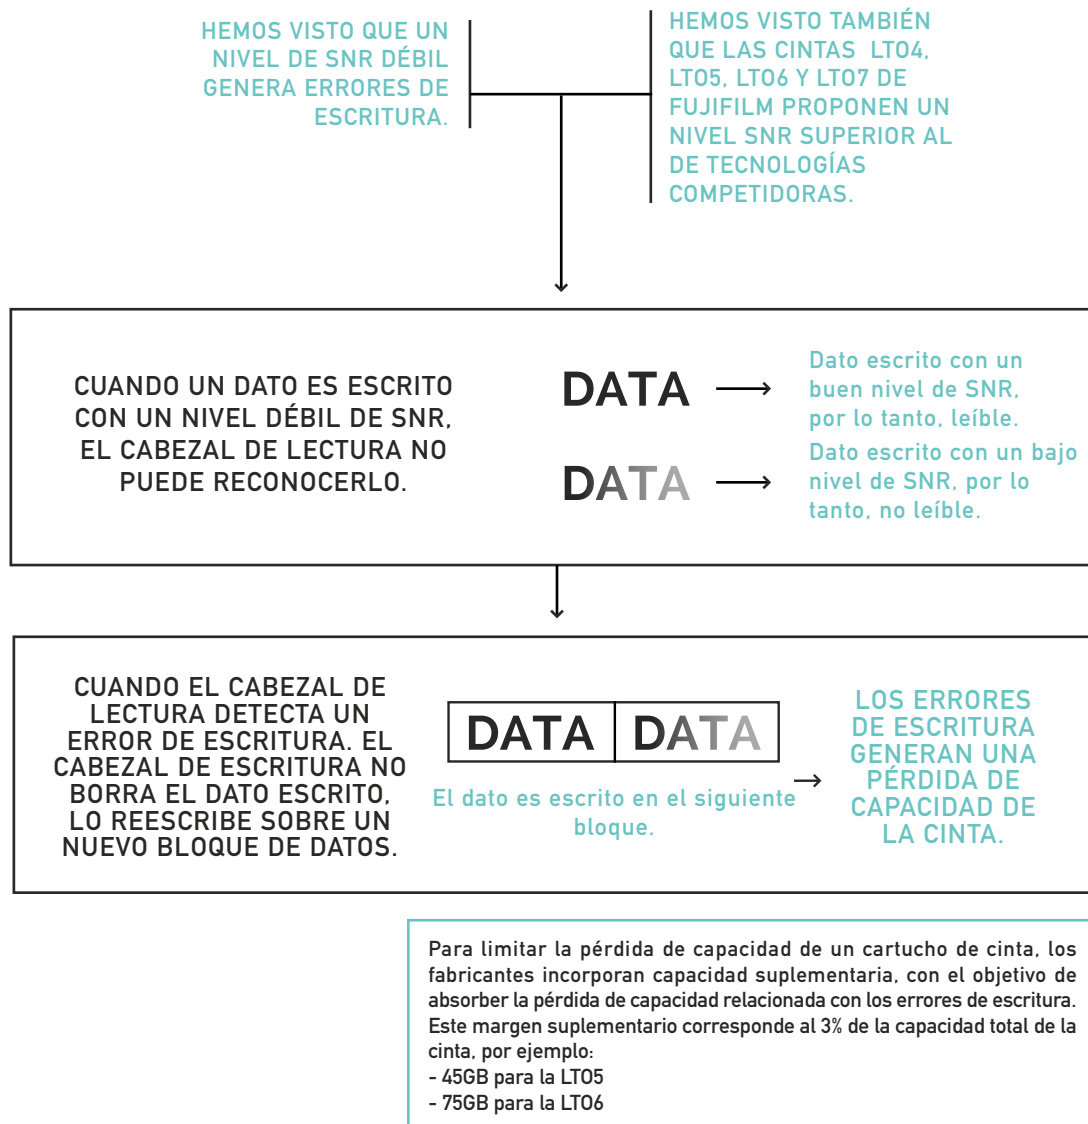 HEMOS VISTO QUE UN
NIVEL DE SNR DÉBIL
GENERA ERRORES DE
ESCRITURA.
HEMOS VISTO TAMBIÉN
QUE LAS CINTAS LTO4,
LTO5, LTO6 Y LTO7 DE
FUJIFILM PROPONEN UN
NIVEL SNR SUPERIOR AL
DE TECNOLOGÍAS
COMPETIDORAS.
CUANDO UN DATO ES ESCRITO
CON UN NIVEL DÉBIL DE SNR,
EL CABEZAL DE LECTURA NO
PUEDE RECONOCERLO.
DATA
Dato escrito con un
buen nivel de SNR,
por lo tanto, leíble.
DATA
Dato escrito con un bajo
nivel de SNR, por lo
tanto, no leíble.
CUANDO EL CABEZAL DE
LECTURA DETECTA UN
ERROR DE ESCRITURA. EL
CABEZAL DE ESCRITURA NO
BORRA EL DATO ESCRITO,
LO REESCRIBE SOBRE UN
NUEVO BLOQUE DE DATOS.
DATA DATA
El dato es escrito en el siguiente
bloque.
LOS ERRORES
DE ESCRITURA
GENERAN UNA
PÉRDIDA DE
CAPACIDAD DE
LA CINTA.
Para limitar la pérdida de capacidad de un cartucho de cinta, los
fabricantes incorporan capacidad suplementaria, con el objetivo de
absorber la pérdida de capacidad relacionada con los errores de escritura.
Este margen suplementario corresponde al 3% de la capacidad total de la
cinta, por ejemplo:
- 45GB para la LTO5
- 75GB para la LTO6